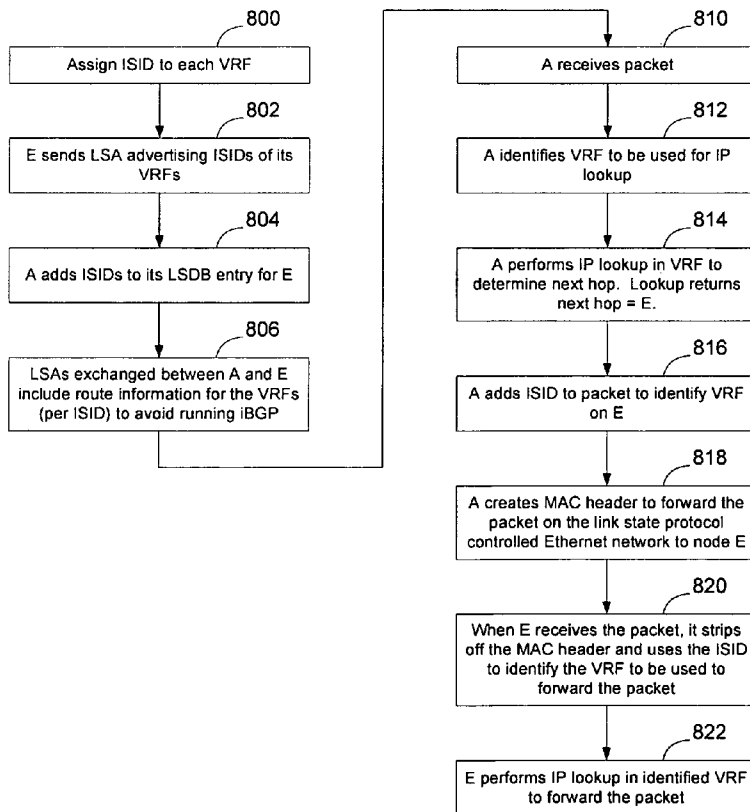 800
Assign ISID to each VRF
802
E sends LSA advertising ISIDs of its
VRFs
804
A adds ISIDs to its LSDB entry for E
806
LSAs exchanged between A and E
include route information for the VRFs
(per ISID) to avoid running iBGP
810
A receives packet
812
A identifies VRF to be used for IP
lookup
814
A performs IP lookup in VRF to
determine next hop. Lookup returns
next hop = E.
816
A adds ISID to packet to identify VRF
on E
818
A creates MAC header to forward the
packet on the link state protocol
controlled Ethernet network to node E
820
When E receives the packet, it strips
off the MAC header and uses the ISID
to identify the VRF to be used to
forward the packet
822
E performs IP lookup in identified VRF
to forward the packet